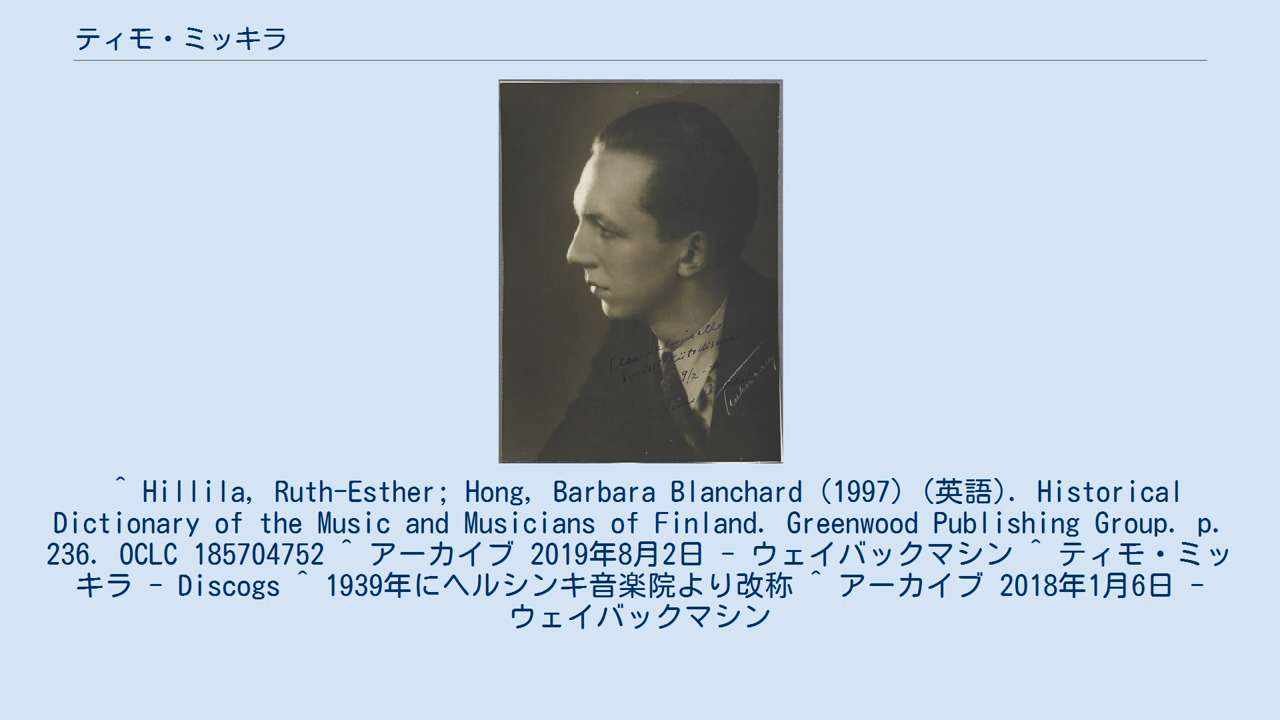 ティモ・ミッキラ
^ Hillila, Ruth-Esther; Hong, Barbara Blanchard (1997) (英語). Historical
Dictionary of the Music and Musicians of Finland. Greenwood Publishing Group. p.
236. OCLC 185704752 ^ アーカイブ 2019年8月2日 - ウェイバックマシン ^ ティモ・ミッ
キラ - Discogs ^ 1939年にヘルシンキ音楽院より改称 ^ アーカイブ 2018年1月6日 -
ウェイバックマシン